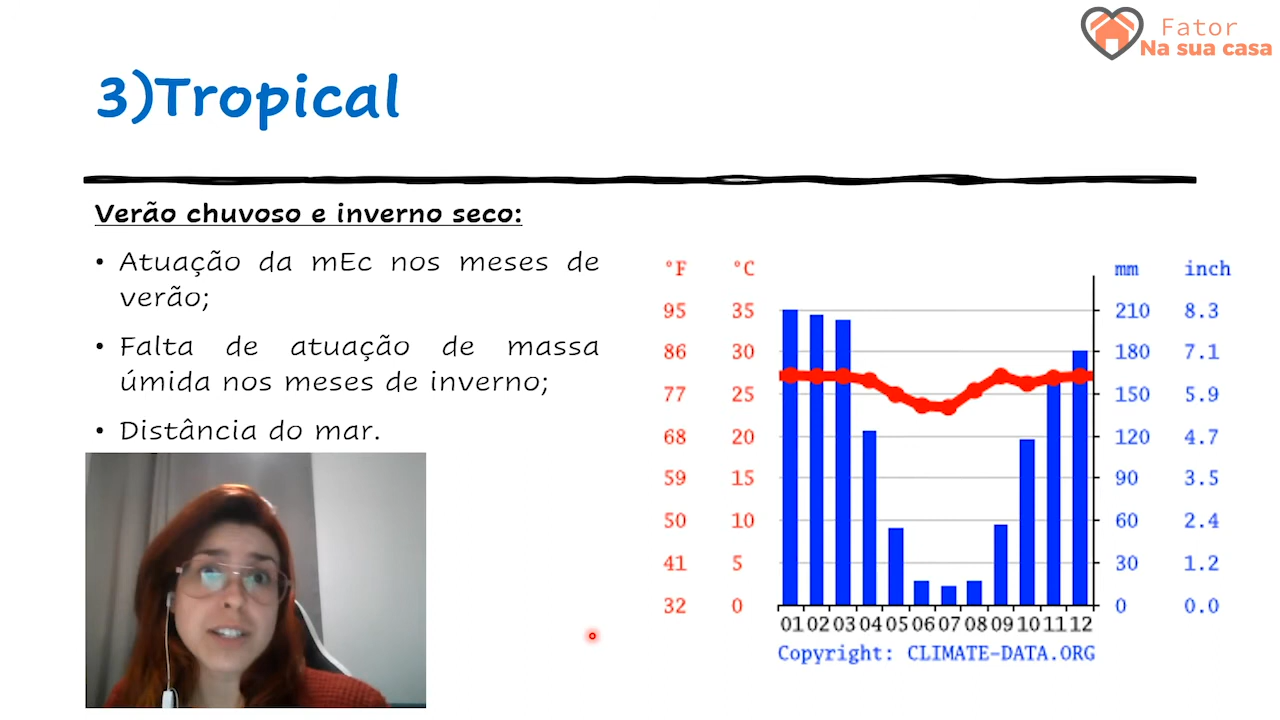 Fator
Na sua casa
3)Tropical
Verão chuvoso e inverno seco:
• Atuação da mEc nos meses de
verão;
• Falta de atuação de massa
úmida nos meses de inverno;
• Distância do mar.
°F °C mm inch
95 35 210 8.3
86 30 180 7.1
77 25 150 5.9
68 20 120 4.7
59 15 90 3.5
50 10 60 2.4
41 5 30 1.2
32 0 0 0.0
01 02 03 04 05 06 07 08 09 10 11 12
Copyright: CLIMATE-DATA.ORG